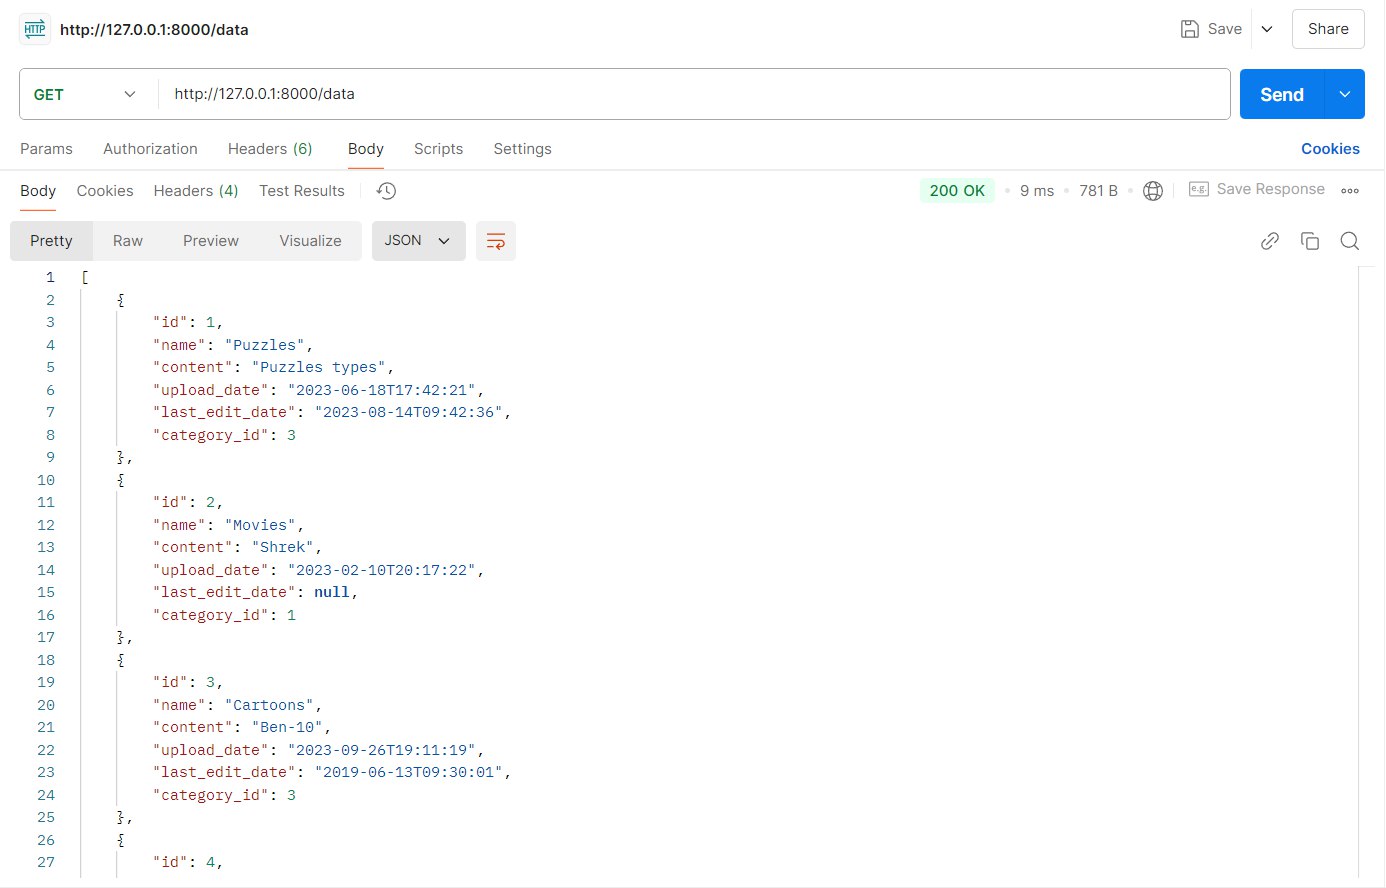 HTTP http://127.0.0.1:8000/data Save Share
GET http://127.0.0.1:8000/data Send
Params Authorization Headers (6) Body Scripts Settings Cookies
Body Cookies Headers (4) Test Results 200 OK 9 ms 781 B e.g. Save Response
Pretty Raw Preview Visualize JSON
1 [
2 {
3 "id": 1,
4 "name": "Puzzles",
5 "content": "Puzzles types",
6 "upload_date": "2023-06-18T17:42:21",
7 "last_edit_date": "2023-08-14T09:42:36",
8 "category_id": 3
9 },
10 {
11 "id": 2,
12 "name": "Movies",
13 "content": "Shrek",
14 "upload_date": "2023-02-10T20:17:22",
15 "last_edit_date": null,
16 "category_id": 1
17 },
18 {
19 "id": 3,
20 "name": "Cartoons",
21 "content": "Ben-10",
22 "upload_date": "2023-09-26T19:11:19",
23 "last_edit_date": "2019-06-13T09:30:01",
24 "category_id": 3
25 },
26 {
27 "id": 4,